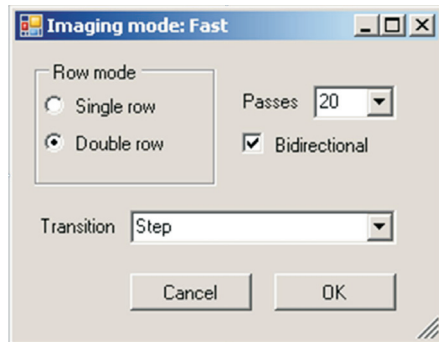 Imaging mode: Fast
Row mode
Single row
Double row
Passes 20
Bidirectional
Transition Step
Cancel OK